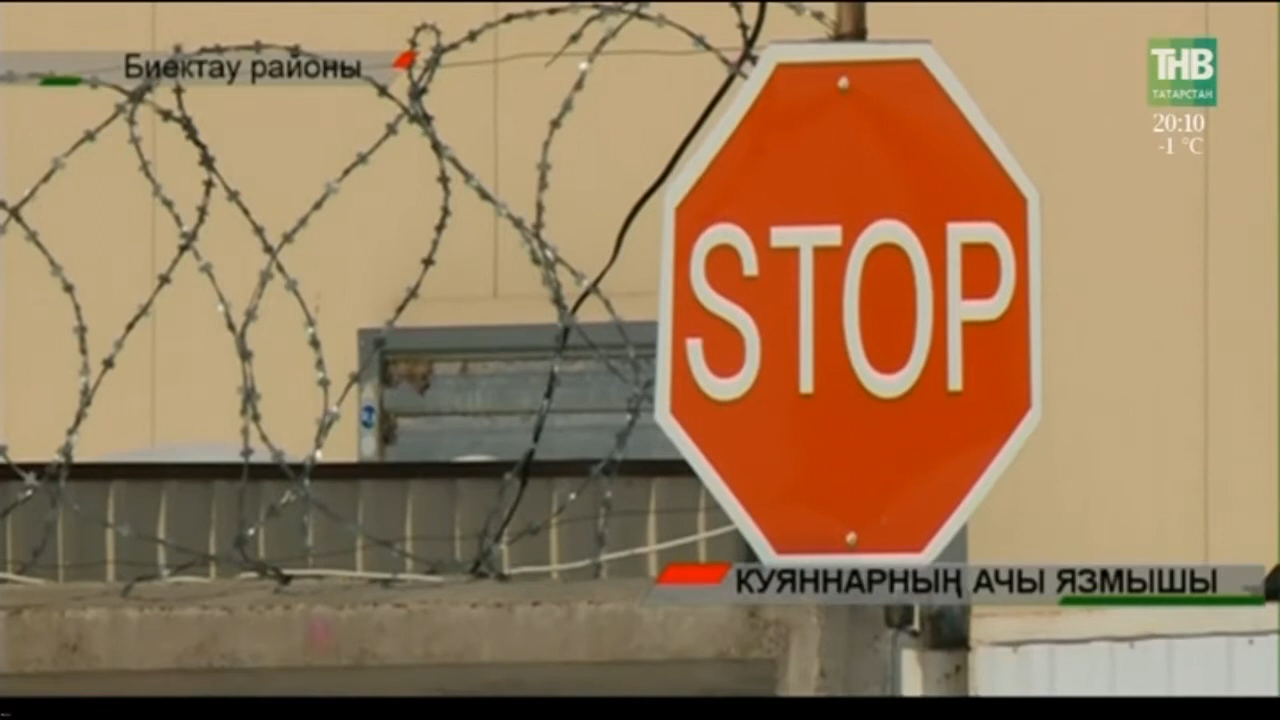 Биектау районы
ТНВ
ТАТАРСТАН
20:10
-1 °C
STOP
КУЯННАРНЫҢ АЧЫ ЯЗМЫШЫ